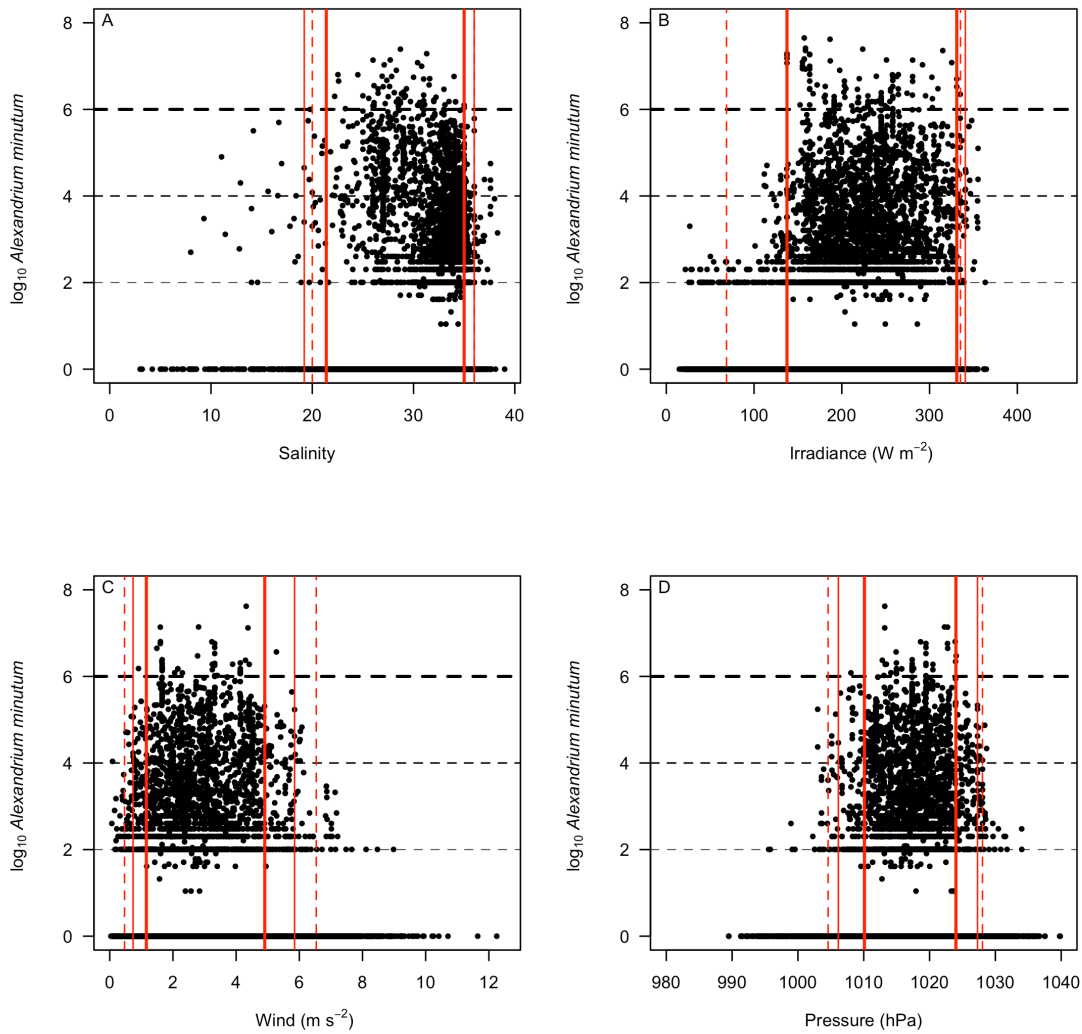 A
B
8
6
4
2
0
log₁₀ Alexandrium minutum
0 10 20 30 40
Salinity
8
6
4
2
0
log₁₀ Alexandrium minutum
0 100 200 300 400
Irradiance (W m⁻²)
C
D
8
6
4
2
0
log₁₀ Alexandrium minutum
0 2 4 6 8 10 12
Wind (m s⁻²)
8
6
4
2
0
log₁₀ Alexandrium minutum
980 990 1000 1010 1020 1030 1040
Pressure (hPa)